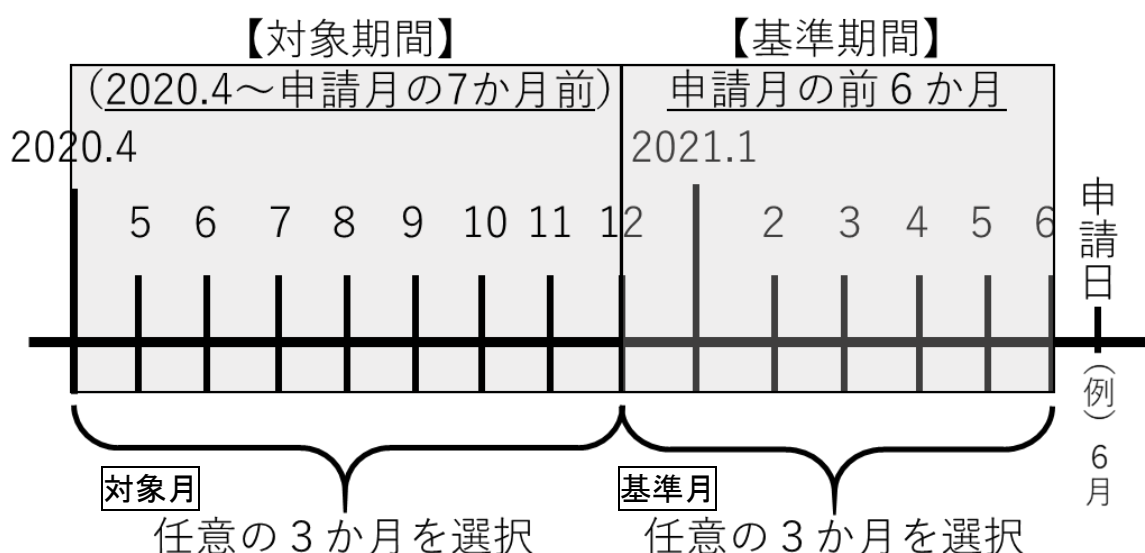 【対象期間】
【基準期間】
(2020.4～申請月の7か月前)
申請月の前６か月
2020.4
2021.1
5 6 7 8 9 10 11 12 2 3 4 5 6
申請日
(例) 6月
対象月
任意の３か月を選択
基準月
任意の３か月を選択